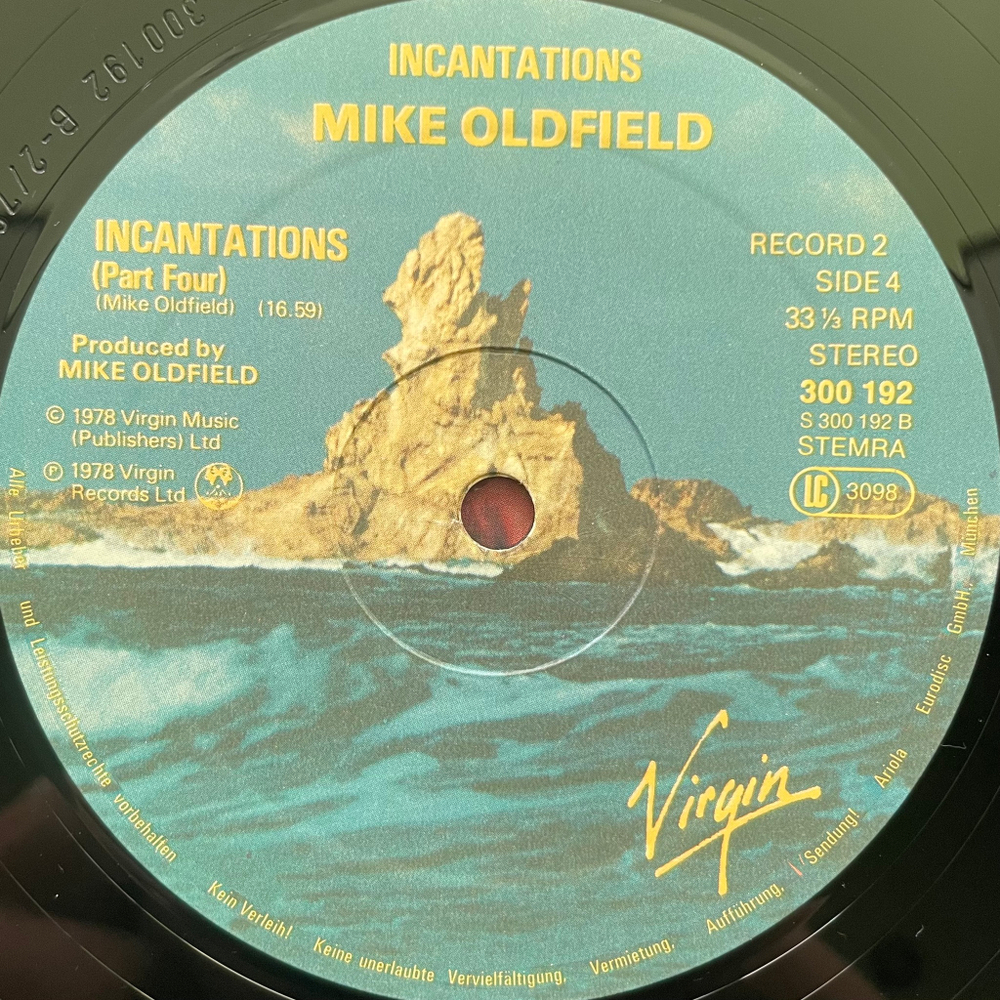 INCANTATIONS
MIKE OLDFIELD
INCANTATIONS
(Part Four)
(Mike Oldfield) (16.59)
Produced by
MIKE OLDFIELD
© 1978 Virgin Music
(Publishers) Ltd
℗ 1978 Virgin
Records Ltd
RECORD 2
SIDE 4
33 ⅓ RPM
STEREO
300 192
S 300 192 B
STEMRA
LC 3098
Virgin
Alle Urheber und Leistungsschutzrechte vorbehalten
Kein Verleih! Keine unerlaubte Vervielfältigung, Vermietung, Aufführung, Sendung!
Ariola Eurodisc GmbH., München
300192 B-2/78